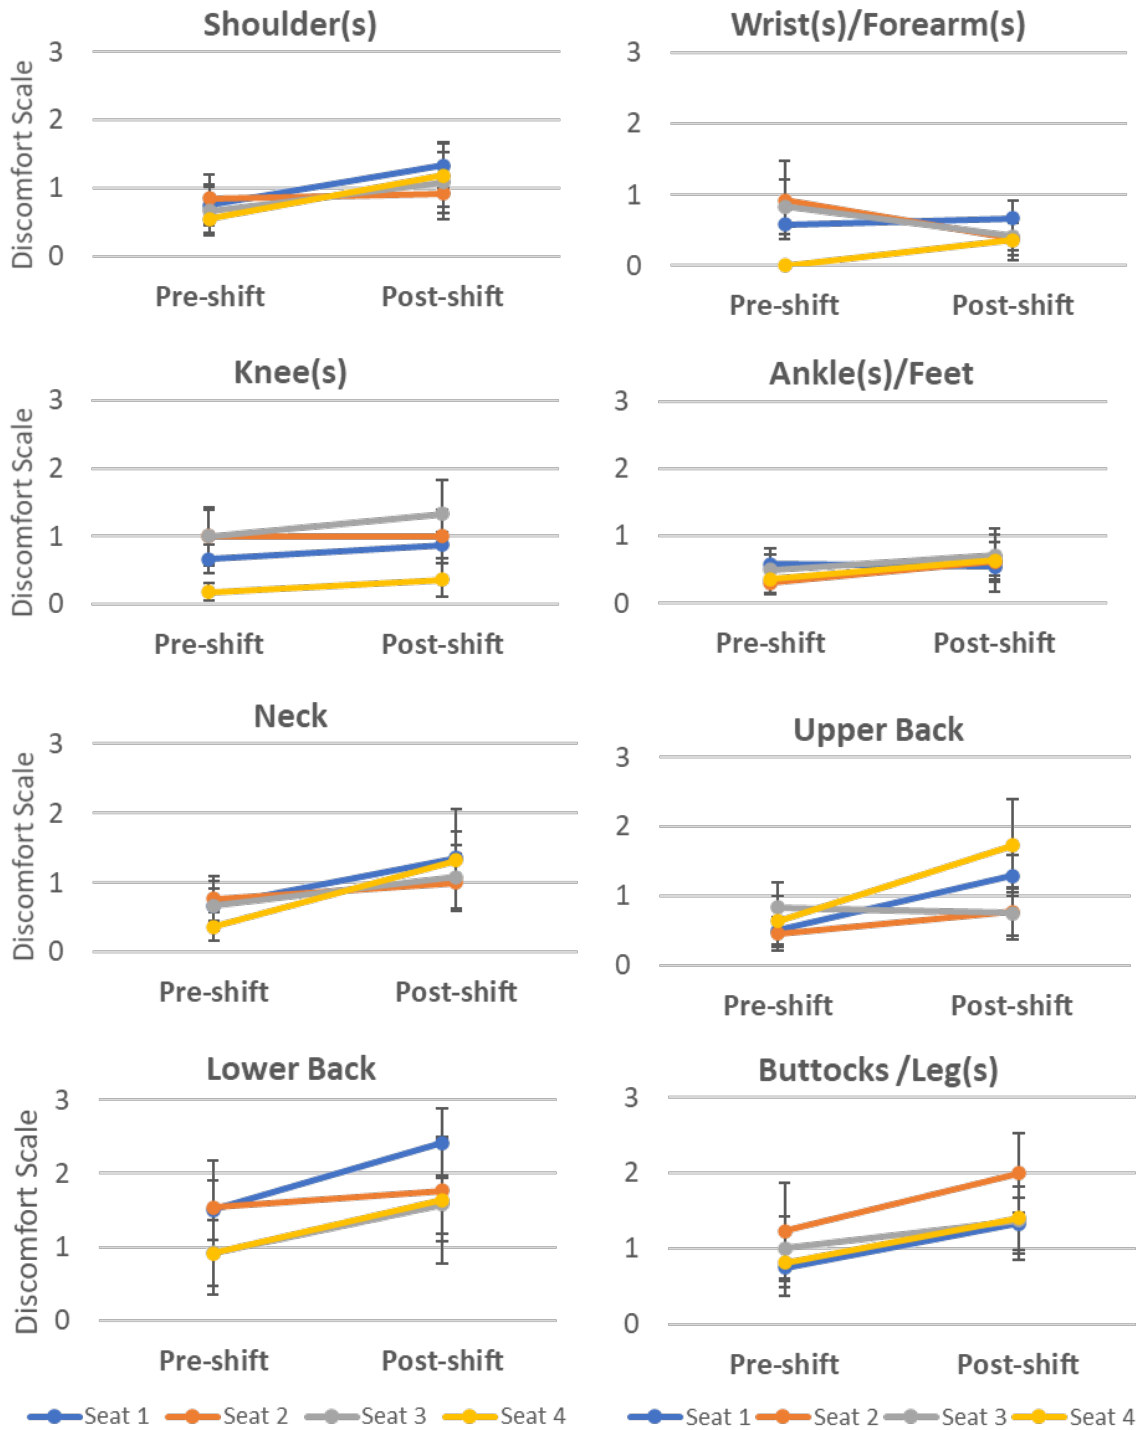 Shoulder(s)
Discomfort Scale
3
2
1
0
Pre-shift Post-shift
Wrist(s)/Forearm(s)
3
2
1
0
Pre-shift Post-shift
Knee(s)
Discomfort Scale
3
2
1
0
Pre-shift Post-shift
Ankle(s)/Feet
3
2
1
0
Pre-shift Post-shift
Neck
Discomfort Scale
3
2
1
0
Pre-shift Post-shift
Upper Back
3
2
1
0
Pre-shift Post-shift
Lower Back
Discomfort Scale
3
2
1
0
Pre-shift Post-shift
Buttocks /Leg(s)
3
2
1
0
Pre-shift Post-shift
Seat 1 Seat 2 Seat 3 Seat 4
Seat 1 Seat 2 Seat 3 Seat 4